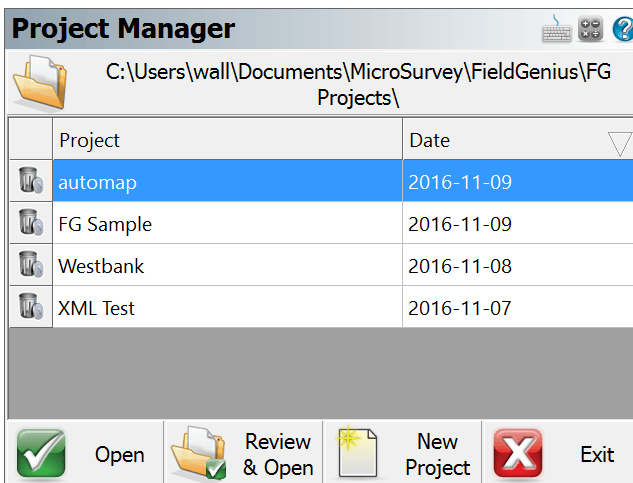 Project Manager
C:\Users\wall\Documents\MicroSurvey\FieldGenius\FG
Projects\
Project Date
automap 2016-11-09
FG Sample 2016-11-09
Westbank 2016-11-08
XML Test 2016-11-07
Open
Review
& Open
New
Project
Exit